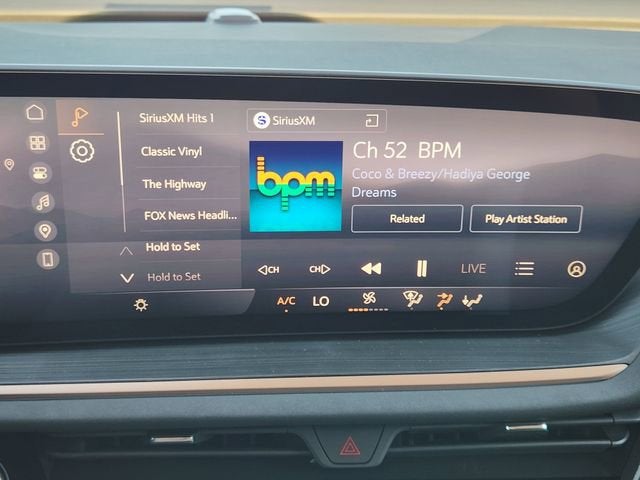 SiriusXM Hits 1
Classic Vinyl
The Highway
FOX News Headli...
Hold to Set
Hold to Set
S SiriusXM
bpm
Ch 52 BPM
Coco & Breezy/Hadiya George
Dreams
Related
Play Artist Station
CH
CH
LIVE
A/C
LO